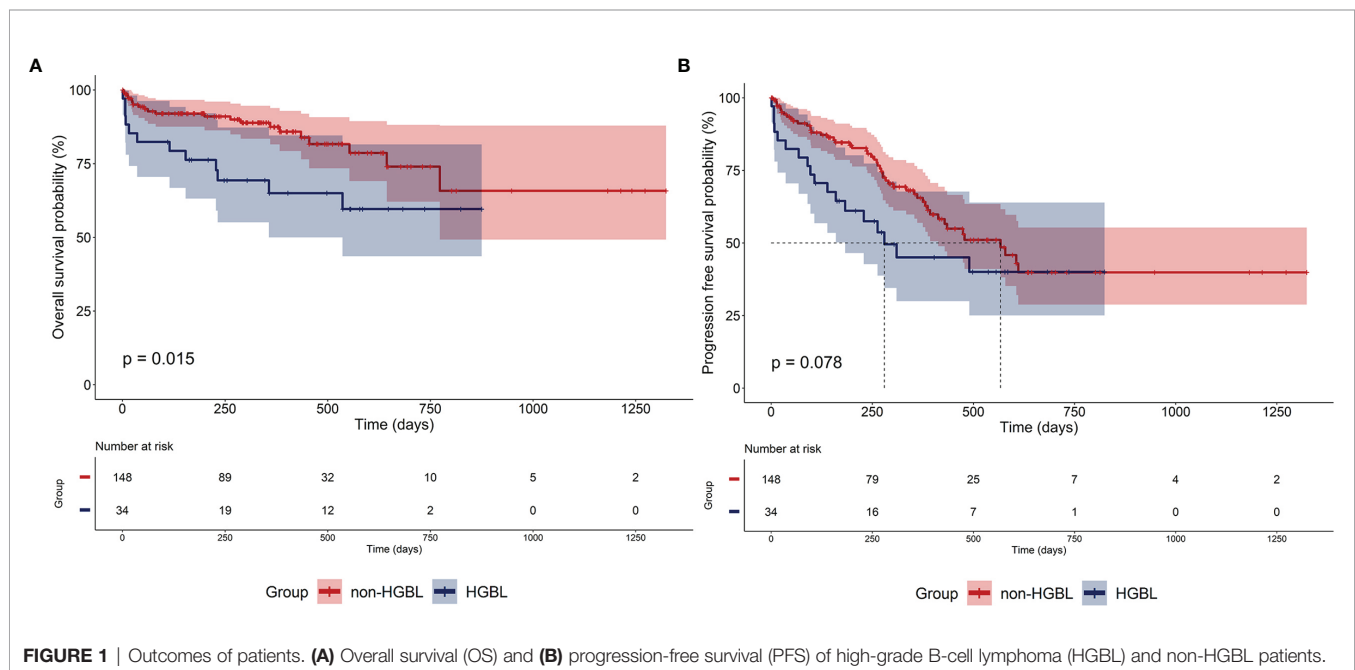 A
Overall survival probability (%)
100
75
50
25
0
p = 0.015
0 250 500 750 1000 1250
Time (days)
Number at risk
Group
148 89 32 10 5 2
34 19 12 2 0 0
0 250 500 750 1000 1250
Time (days)
Group non-HGBL HGBL
B
Progression free survival probability (%)
100
75
50
25
0
p = 0.078
0 250 500 750 1000 1250
Time (days)
Number at risk
Group
148 79 25 7 4 2
34 16 7 1 0 0
0 250 500 750 1000 1250
Time (days)
Group non-HGBL HGBL
FIGURE 1 | Outcomes of patients. (A) Overall survival (OS) and (B) progression-free survival (PFS) of high-grade B-cell lymphoma (HGBL) and non-HGBL patients.